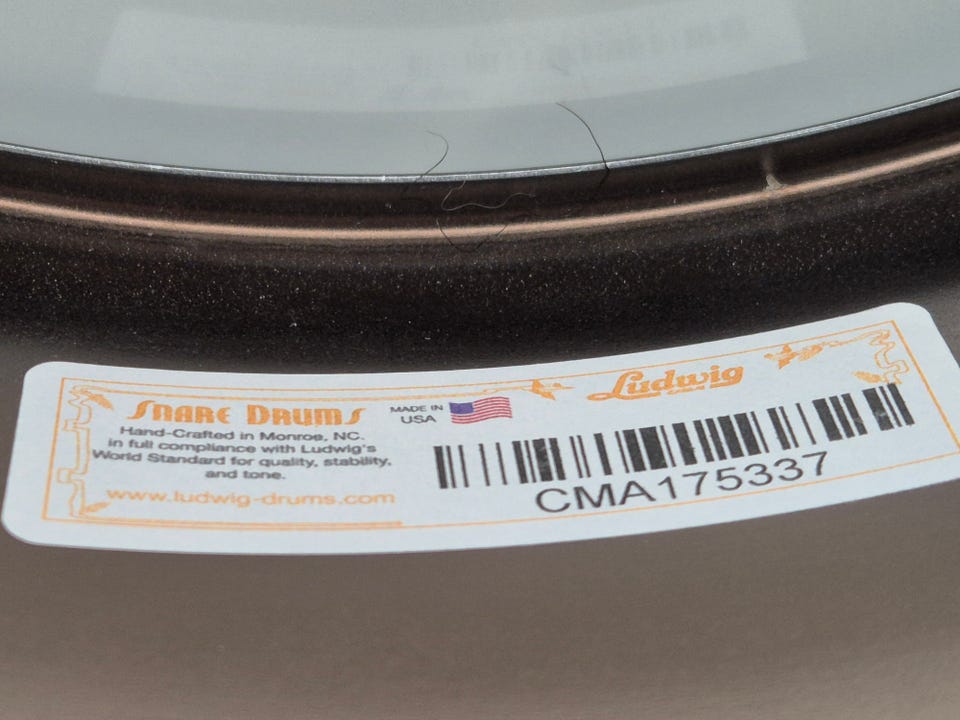 SNARE DRUMS
Hand-Crafted in Monroe, NC.
in full compliance with Ludwig's
World Standard for quality, stability,
and tone.
www.ludwig-drums.com
MADE IN
USA
Ludwig
CMA175337